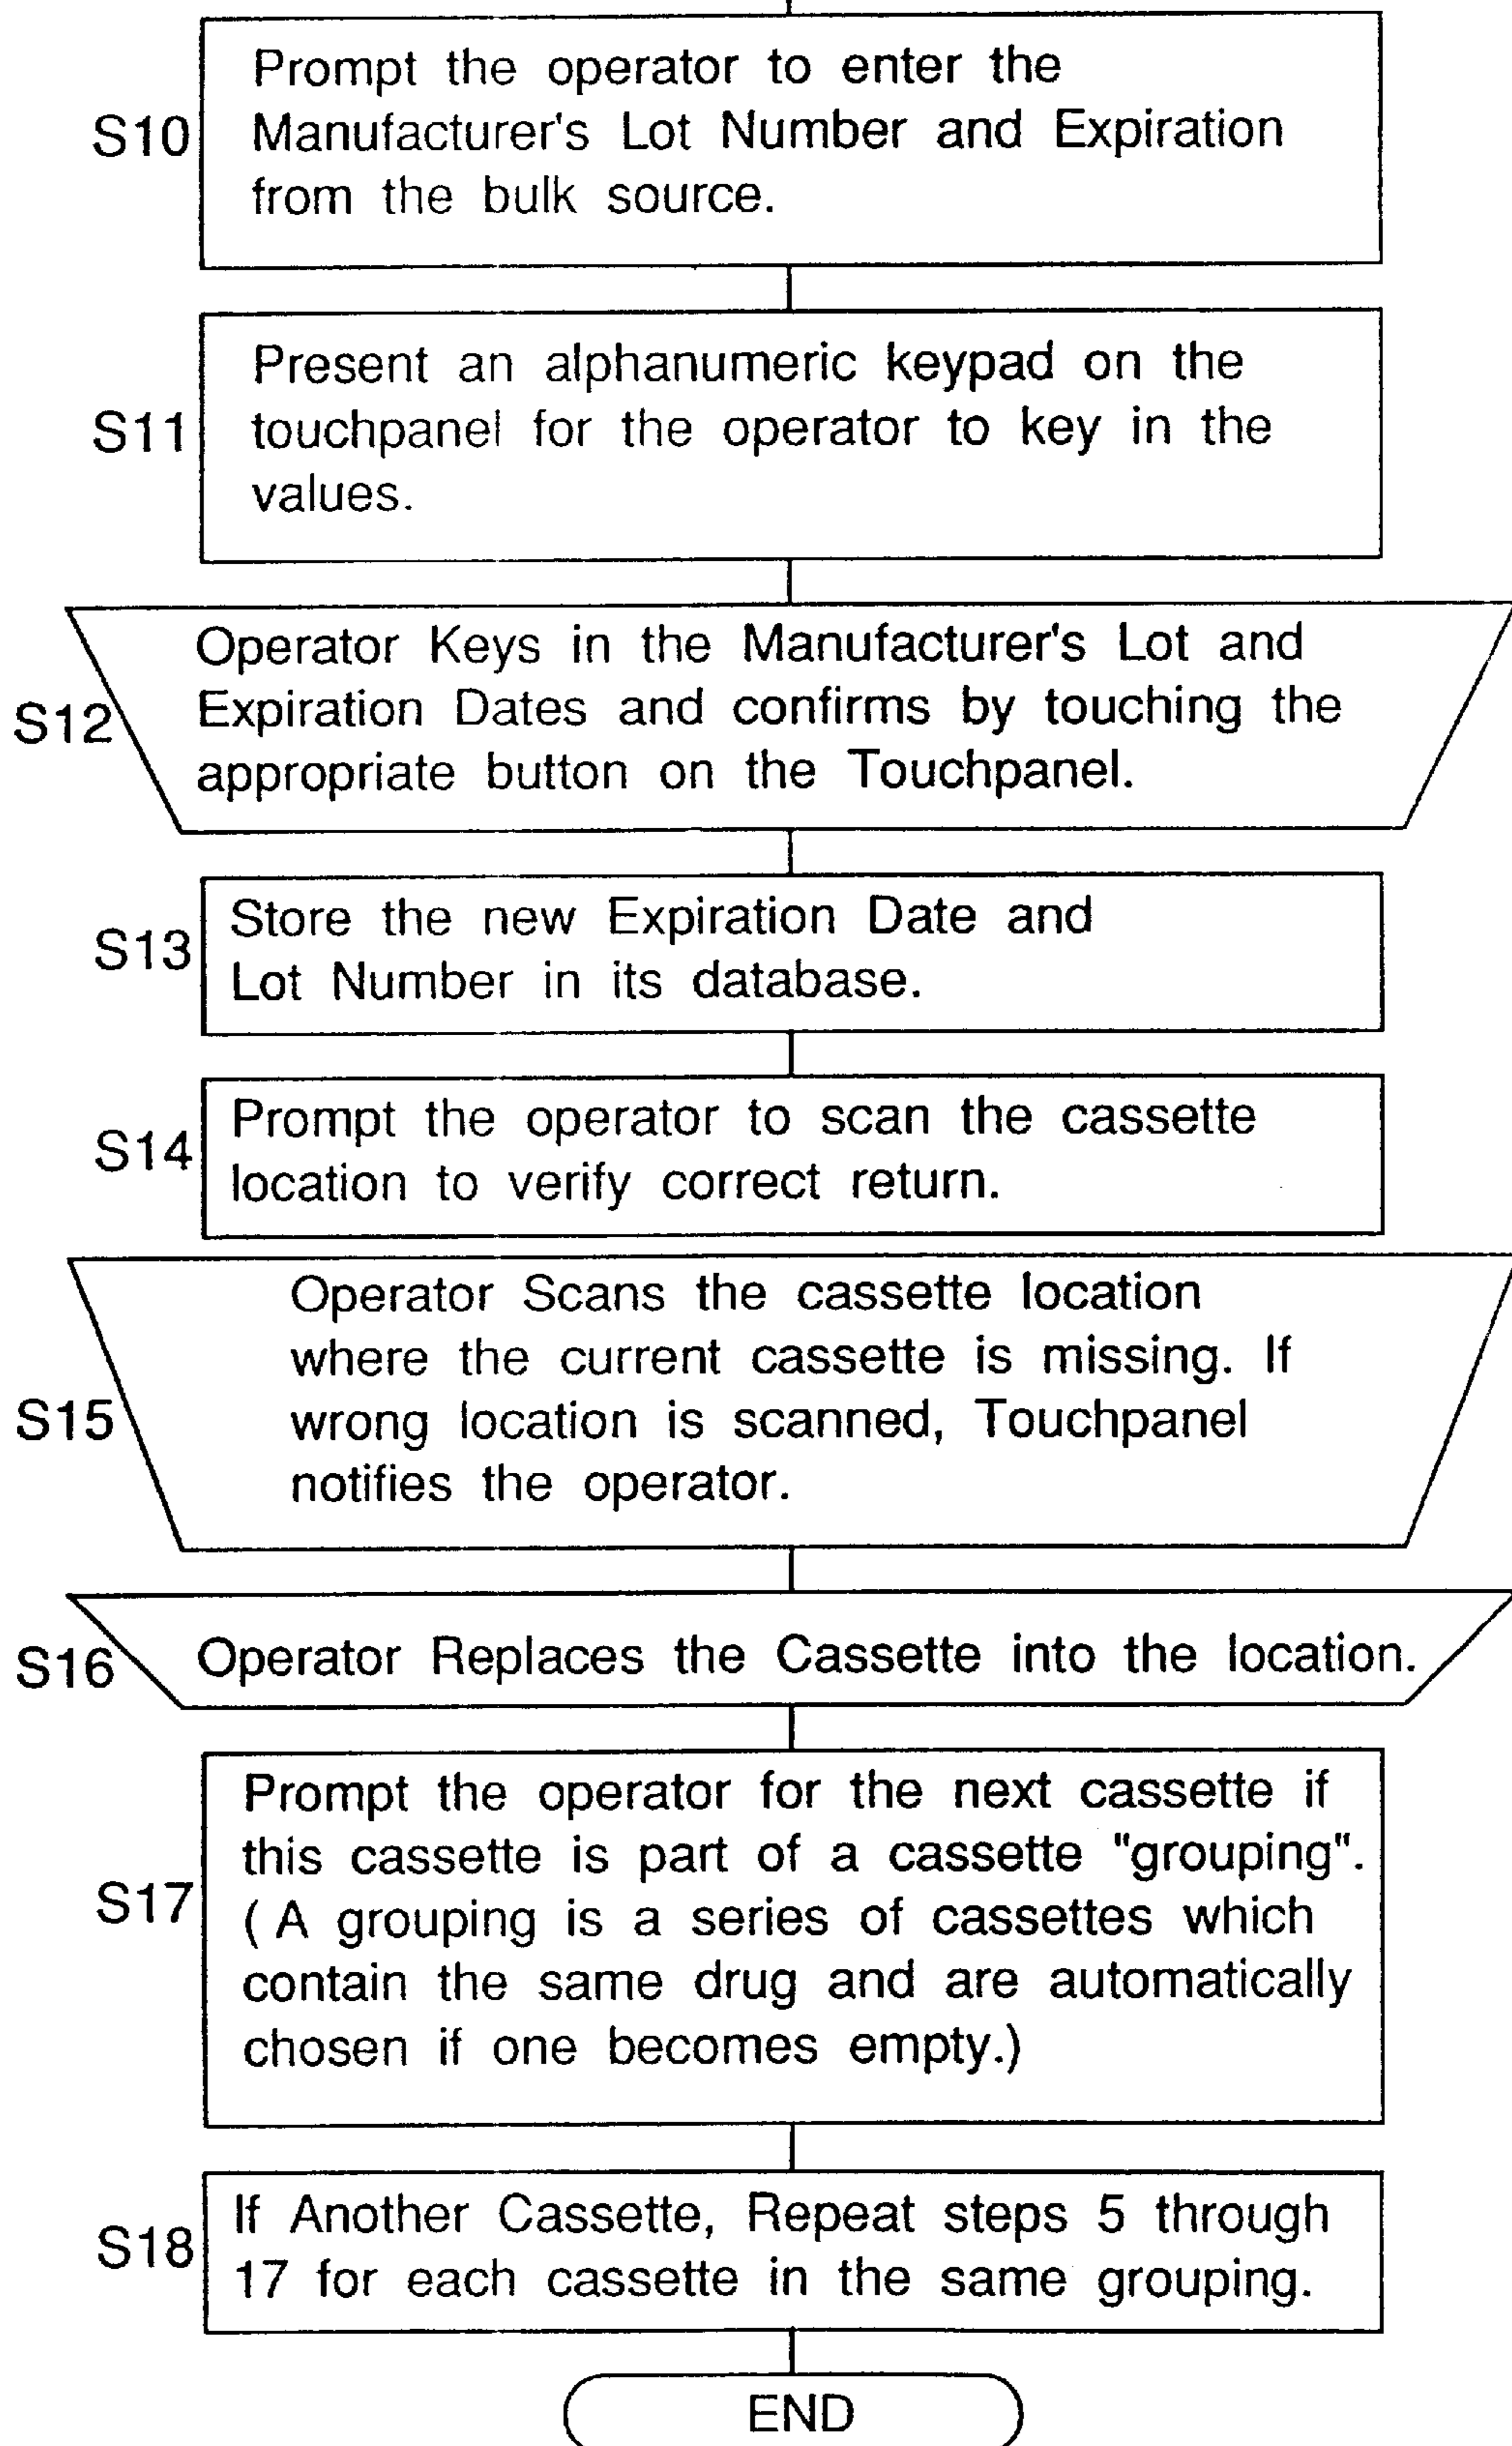 Prompt the operator to enter the
S10
Manufacturer's Lot Number and Expiration
from the bulk source.
Present an alphanumeric keypad on the
S11
touchpanel for the operator to key in the
values.
Operator Keys in the Manufacturer's Lot and
S12
Expiration Dates and confirms by touching the
appropriate button on the Touchpanel.
S13
Store the new Expiration Date and
Lot Number in its database.
S14
Prompt the operator to scan the cassette
location to verify correct return.
Operator Scans the cassette location
where the current cassette is missing. If
S15
wrong location is scanned, Touchpanel
notifies the operator.
S16
Operator Replaces the Cassette into the location.
Prompt the operator for the next cassette if
this cassette is part of a cassette "grouping".
S17
( A grouping is a series of cassettes which
contain the same drug and are automatically
chosen if one becomes empty.)
S18
If Another Cassette, Repeat steps 5 through
17 for each cassette in the same grouping.
END